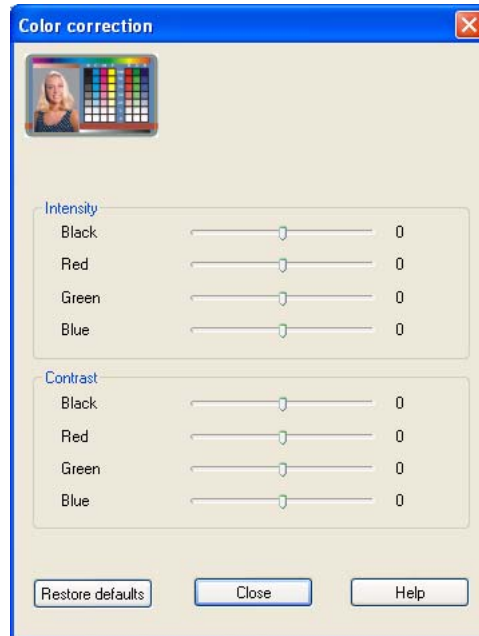 Color correction
Intensity
Black 0
Red 0
Green 0
Blue 0
Contrast
Black 0
Red 0
Green 0
Blue 0
Restore defaults Close Help